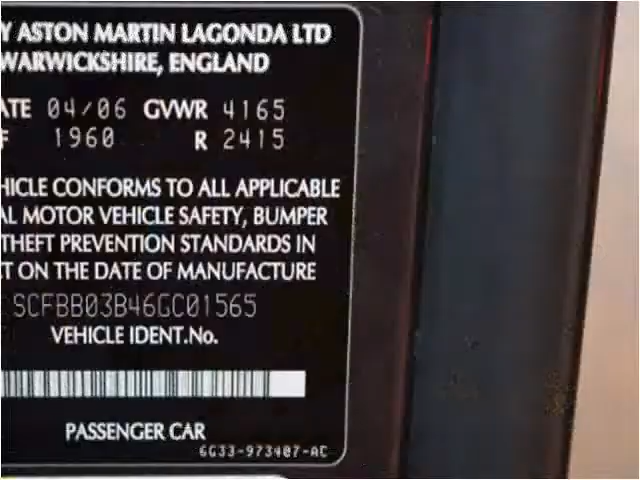 Y ASTON MARTIN LAGONDA LTD
WARWICKSHIRE, ENGLAND
ATE 04/06 GVWR 4165
F 1960 R 2415
HICLE CONFORMS TO ALL APPLICABLE
AL MOTOR VEHICLE SAFETY, BUMPER
THEFT PREVENTION STANDARDS IN
CT ON THE DATE OF MANUFACTURE
SCFBB03B46GC01565
VEHICLE IDENT.No.
PASSENGER CAR
6G33-973407-AC